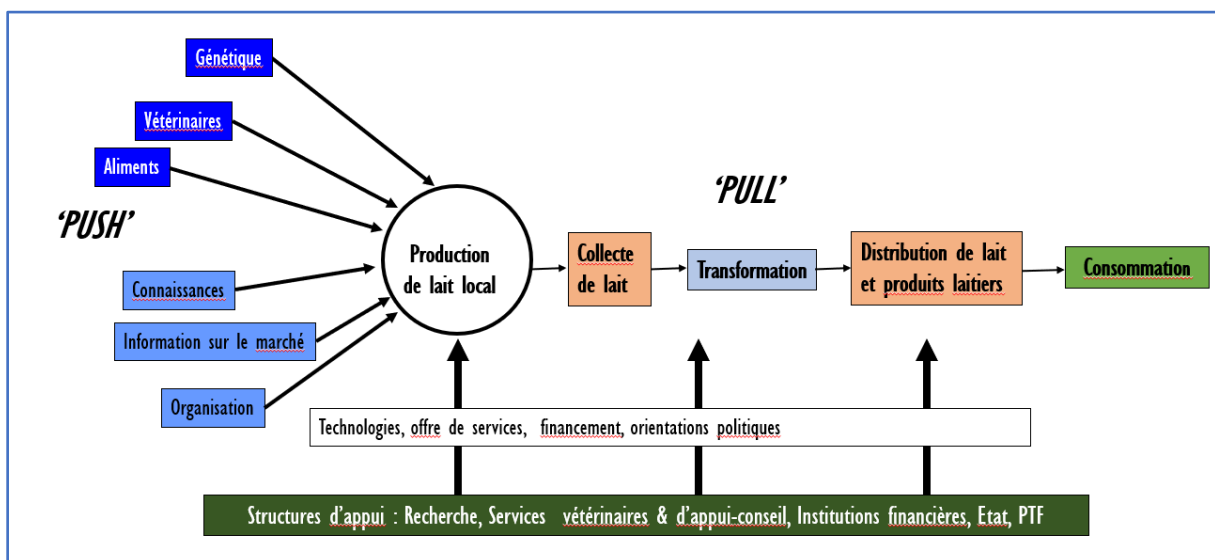 Génétique
Vétérinaires
Aliments
‘PUSH’
Connaissances
Information sur le marché
Organisation
Production
de lait local
‘PULL’
Collecte
de lait
Transformation
Distribution de lait
et produits laitiers
Consommation
Technologies, offre de services, financement, orientations politiques
Structures d’appui : Recherche, Services vétérinaires & d’appui-conseil, Institutions financières, Etat, PTF